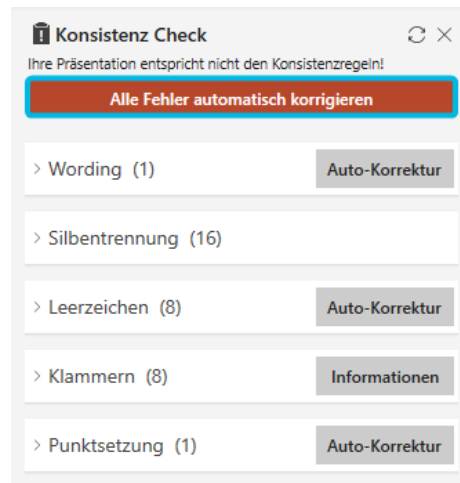 Konsistenz Check
Ihre Präsentation entspricht nicht den Konsistenzregeln!
Alle Fehler automatisch korrigieren
Wording (1) Auto-Korrektur
Silbentrennung (16)
Leerzeichen (8) Auto-Korrektur
Klammern (8) Informationen
Punktsetzung (1) Auto-Korrektur